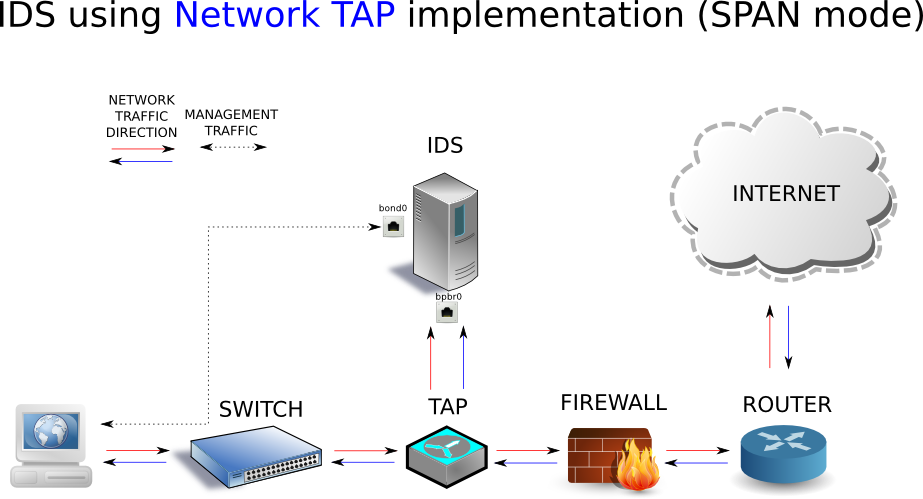 IDS using Network TAP implementation (SPAN mode)
NETWORK
TRAFFIC
DIRECTION
MANAGEMENT
TRAFFIC
IDS
INTERNET
bond0
bpbr0
SWITCH
TAP
FIREWALL
ROUTER